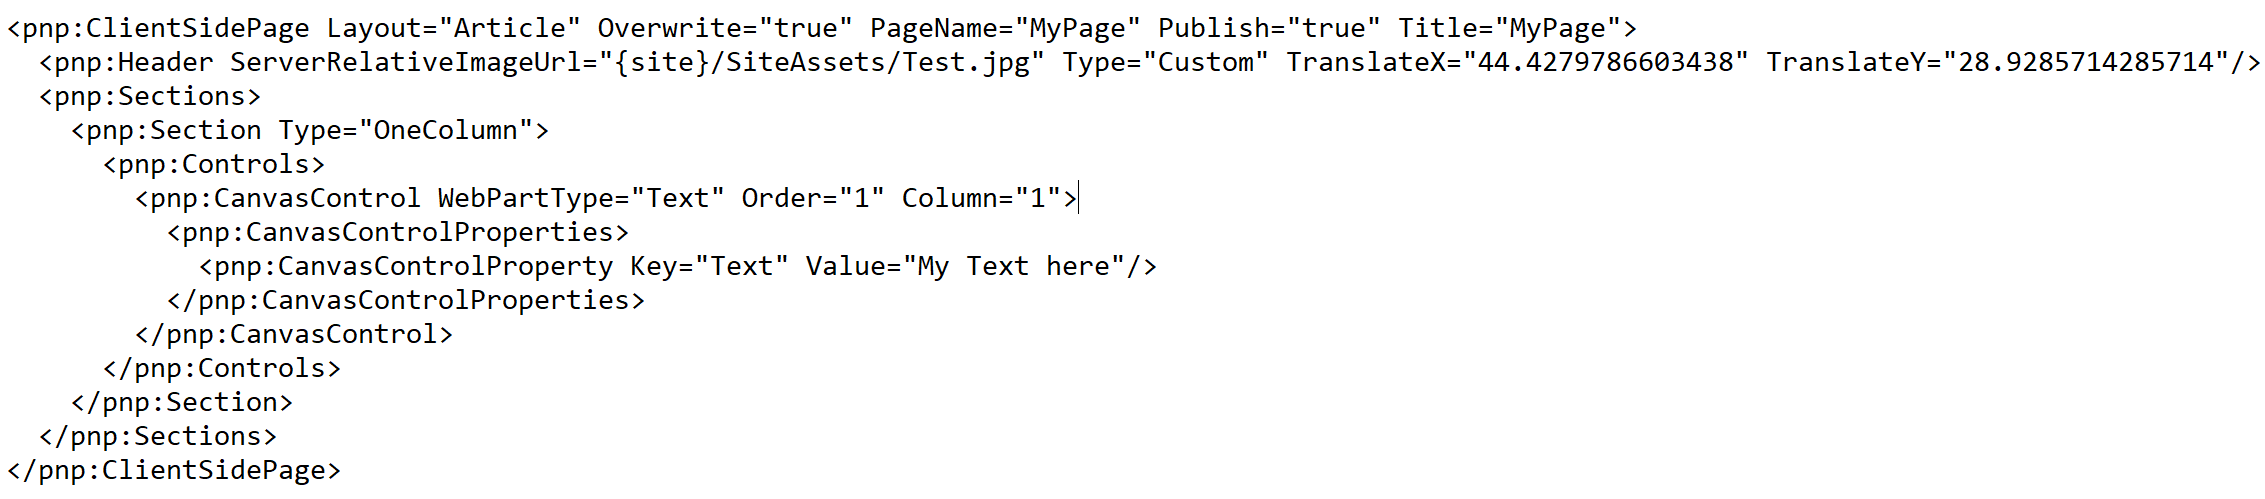 <pnp:ClientSidePage Layout="Article" Overwrite="true" PageName="MyPage" Publish="true" Title="MyPage">
  <pnp:Header ServerRelativeImageUrl="{site}/SiteAssets/Test.jpg" Type="Custom" TranslateX="44.4279786603438" TranslateY="28.9285714285714"/>
  <pnp:Sections>
    <pnp:Section Type="OneColumn">
      <pnp:Controls>
        <pnp:CanvasControl WebPartType="Text" Order="1" Column="1">
          <pnp:CanvasControlProperties>
            <pnp:CanvasControlProperty Key="Text" Value="My Text here"/>
          </pnp:CanvasControlProperties>
        </pnp:CanvasControl>
      </pnp:Controls>
    </pnp:Section>
  </pnp:Sections>
</pnp:ClientSidePage>